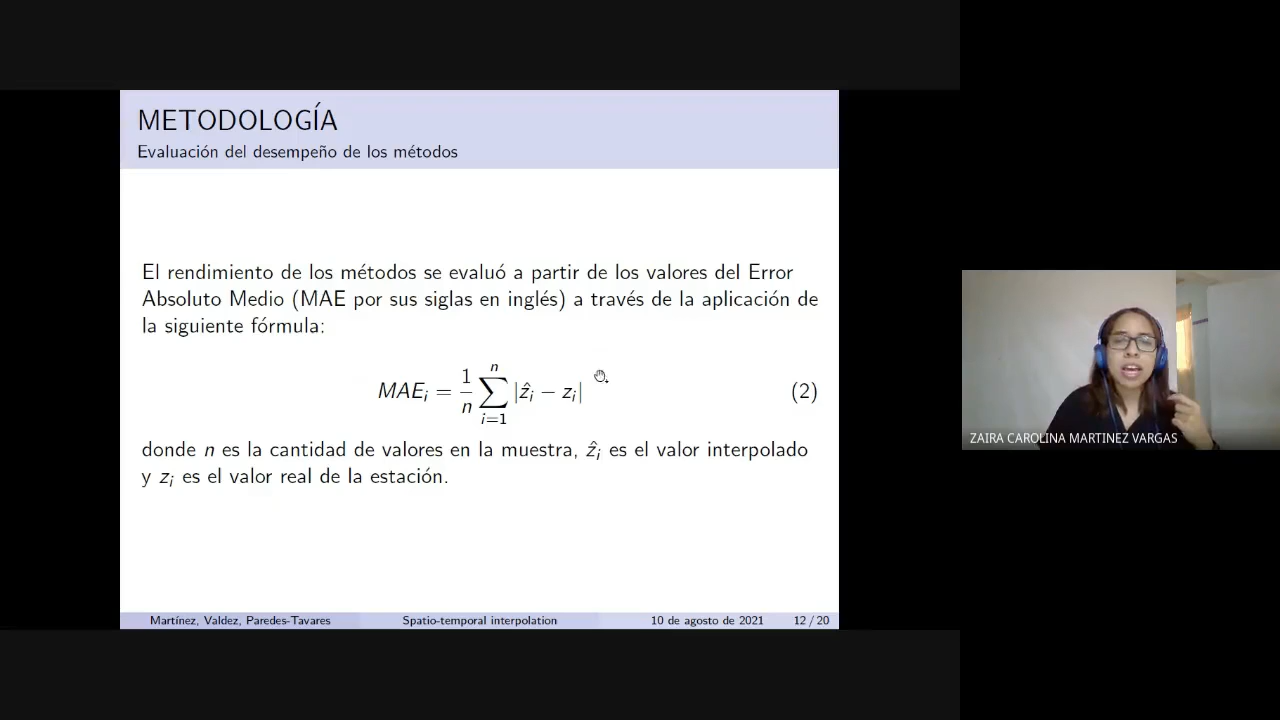 METODOLOGÍA
Evaluación del desempeño de los métodos
El rendimiento de los métodos se evaluó a partir de los valores del Error
Absoluto Medio (MAE por sus siglas en inglés) a través de la aplicación de
la siguiente fórmula:
MAE_i = \frac{1}{n} \sum_{i=1}^{n} |\hat{z}_i − z_i| (2)
donde n es la cantidad de valores en la muestra, ẑ_i es el valor interpolado
y z_i es el valor real de la estación.
Martínez, Valdez, Paredes-Tavares Spatio-temporal interpolation 10 de agosto de 2021 12 / 20
ZAIRA CAROLINA MARTINEZ VARGAS